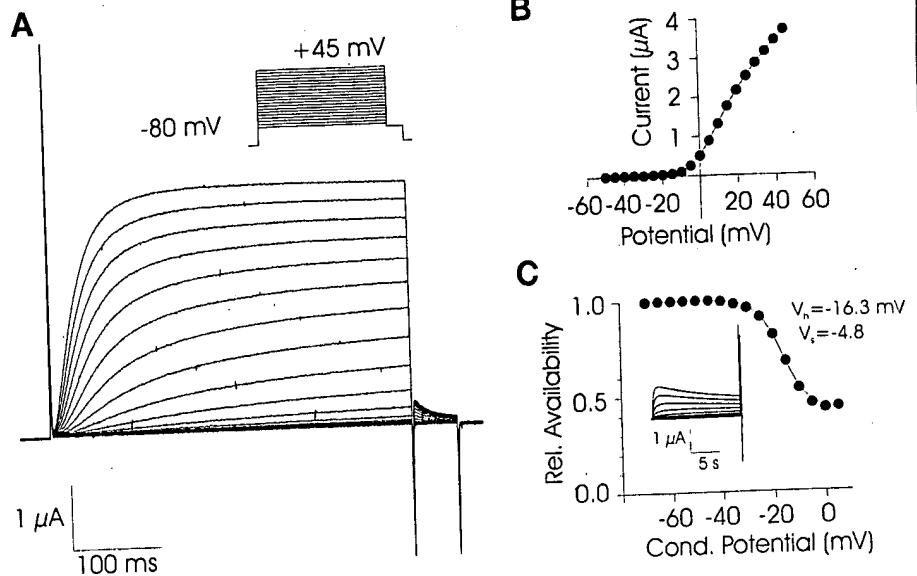 A
+45 mV
-80 mV
1 μA
100 ms
B
Current (μA)
4
3
2
1
-60 -40 -20 20 40 60
Potential (mV)
C
Rel. Availability
1.0
0.5
0.0
Vh=-16.3 mV
Vs=-4.8
1 μA
5 s
-60 -40 -20 0
Cond. Potential (mV)